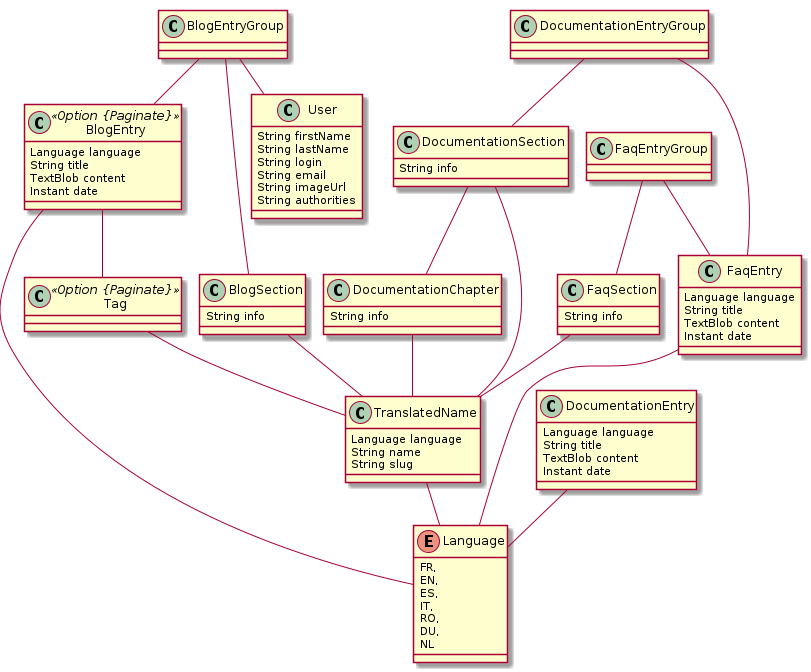 C BlogEntryGroup
C DocumentationEntryGroup
C «Option {Paginate}»
BlogEntry
Language language
String title
TextBlob content
Instant date
C User
String firstName
String lastName
String login
String email
String imageUrl
String authorities
C DocumentationSection
String info
C FaqEntryGroup
C FaqEntry
Language language
String title
TextBlob content
Instant date
C «Option {Paginate}»
Tag
C BlogSection
String info
C DocumentationChapter
String info
C FaqSection
String info
C TranslatedName
Language language
String name
String slug
C DocumentationEntry
Language language
String title
TextBlob content
Instant date
E Language
FR,
EN,
ES,
IT,
RO,
DU,
NL